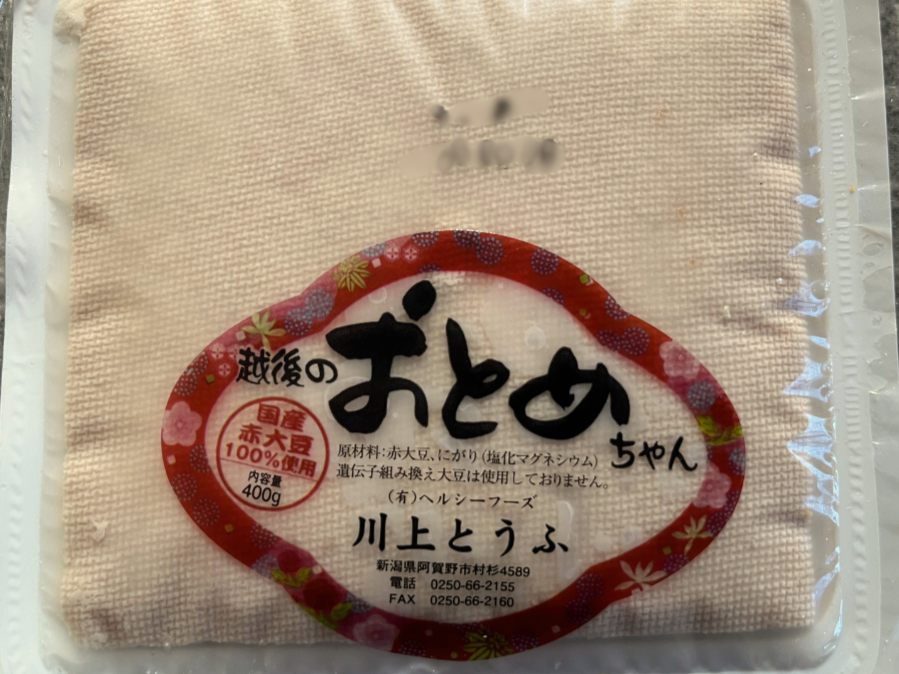 越後の
おとめ
ちゃん
国産
赤大豆
100%使用
内容量
400g
原材料:赤大豆、にがり(塩化マグネシウム)
遺伝子組み換え大豆は使用しておりません。
(有)ヘルシーフーズ
川上とうふ
新潟県阿賀野市村杉4589
電話 0250-66-2155
FAX 0250-66-2160